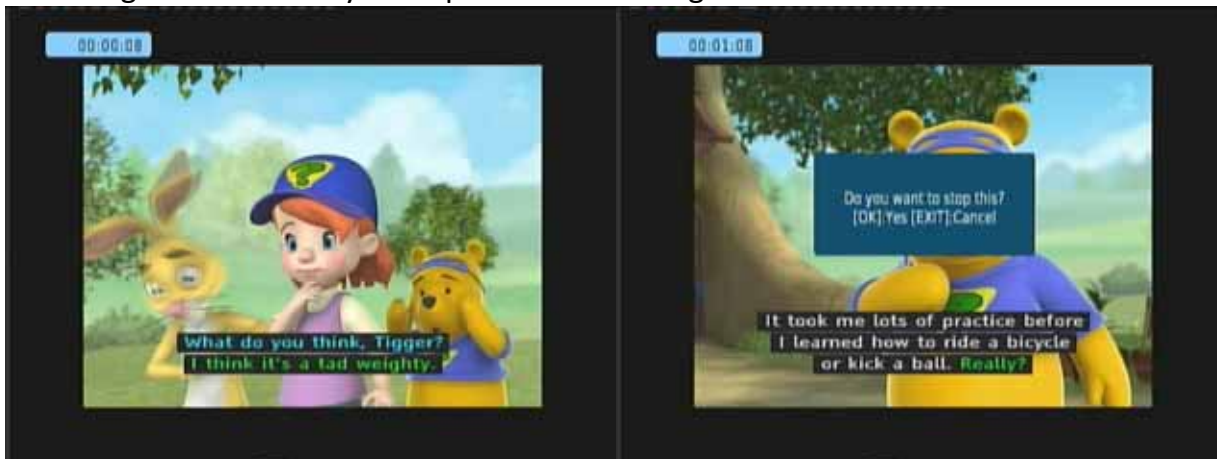 00:00:08
What do you think, Tigger?
I think it's a tad weighty.
00:01:08
Do you want to stop this?
[OK]:Yes [EXIT]:Cancel
It took me lots of practice before
I learned how to ride a bicycle
or kick a ball. Really?